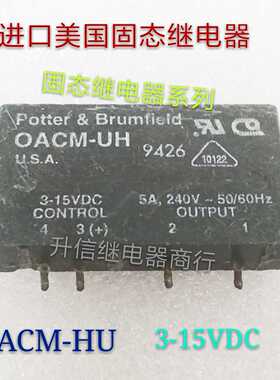 进口美国固态继电器
固态继电器系列
Potter & Brumfield
OACM-UH
U.S.A.
9426
10122
3-15VDC
CONTROL
4 3(+)
5A, 240V ~ 50/60Hz
OUTPUT
2 1
升信继电器商行
ACM-HU
3-15VDC